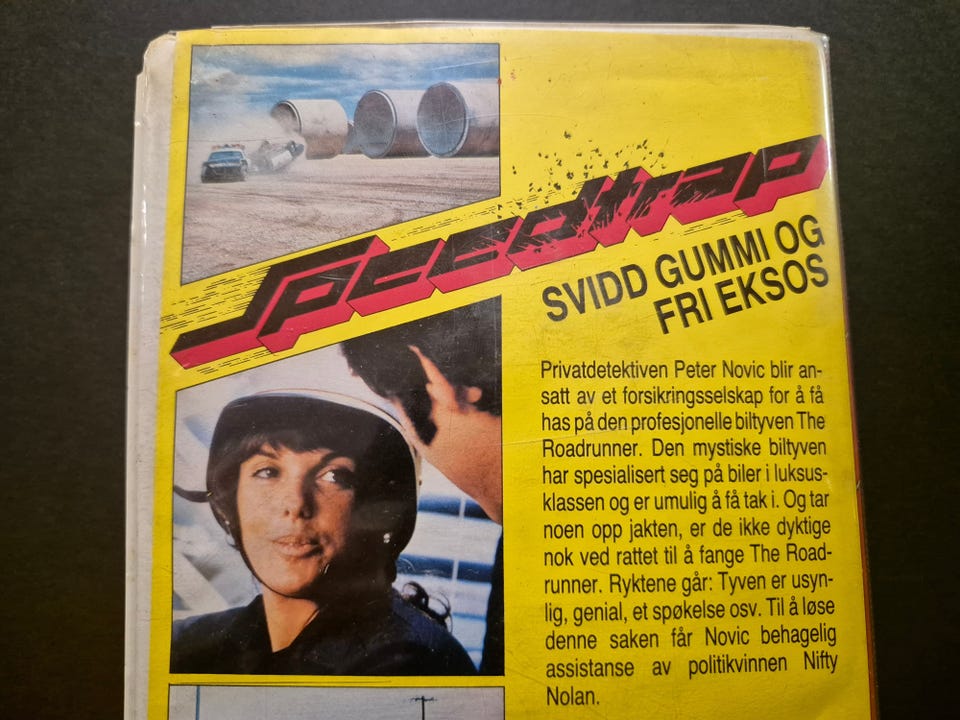 Speedtrap
SVIDD GUMMI OG
FRI EKSOS
Privatdetektiven Peter Novic blir an-
satt av et forsikringsselskap for å få
has på den profesjonelle biltyven The
Roadrunner. Den mystiske biltyven
har spesialisert seg på biler i luksus-
klassen og er umulig å få tak i. Og tar
noen opp jakten, er de ikke dyktige
nok ved rattet til å fange The Road-
runner. Ryktene går: Tyven er usyn-
lig, genial, et spøkelse osv. Til å løse
denne saken får Novic behagelig
assistanse av politikvinnen Nifty
Nolan.